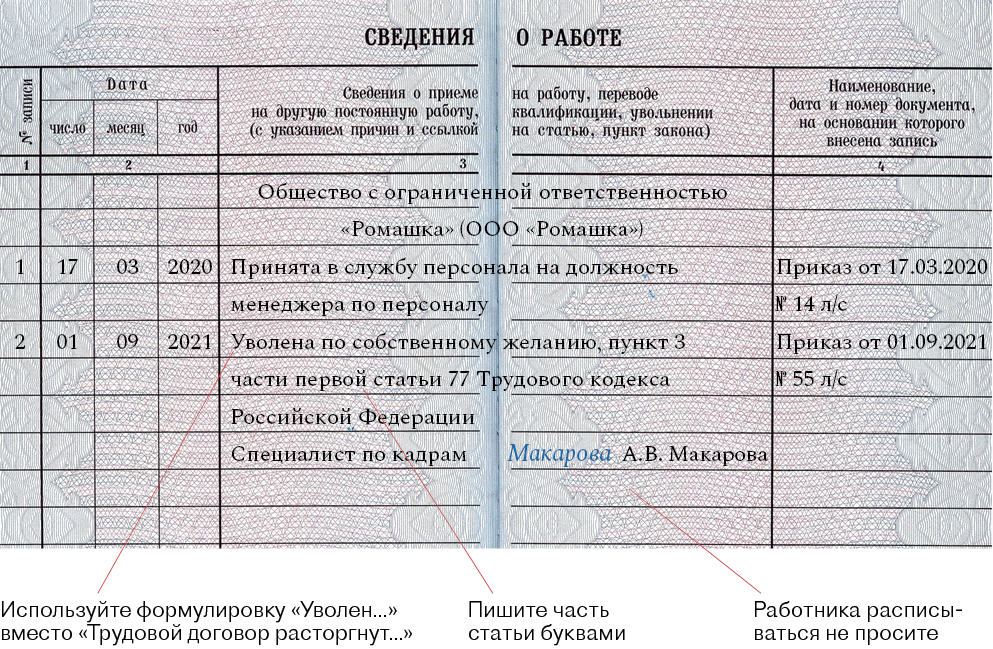 СВЕДЕНИЯ О РАБОТЕ
№ записи
Дата
число
месяц
год
Сведения о приеме на работу, переводе
на другую постоянную работу, квалификации, увольнении
(с указанием причин и ссылкой на статью, пункт закона)
Наименование,
дата и номер документа,
на основании которого
внесена запись
1 2 3 4
Общество с ограниченной ответственностью
«Ромашка» (ООО «Ромашка»)
1 17 03 2020 Принята в службу персонала на должность Приказ от 17.03.2020
менеджера по персоналу № 14 л/с
2 01 09 2021 Уволена по собственному желанию, пункт 3 Приказ от 01.09.2021
части первой статьи 77 Трудового кодекса № 55 л/с
Российской Федерации
Специалист по кадрам Макарова А.В. Макарова
Используйте формулировку «Уволен...»
вместо «Трудовой договор расторгнут...»
Пишите часть
статьи буквами
Работника расписы-
ваться не просите